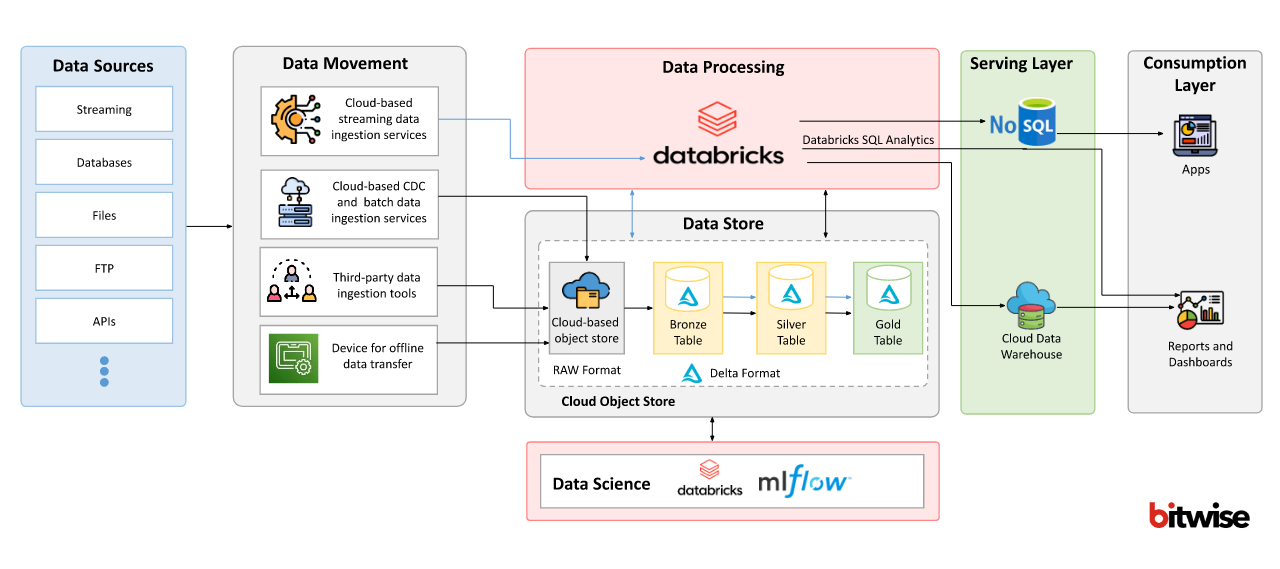 Data Sources
Streaming
Databases
Files
FTP
APIs
Data Movement
Cloud-based
streaming data
ingestion services
Cloud-based CDC
and batch data
ingestion services
Third-party data
ingestion tools
Device for offline
data transfer
Data Processing
databricks
Databricks SQL Analytics
Data Store
Cloud-based
object store
RAW Format
Bronze
Table
Silver
Table
Gold
Table
Delta Format
Cloud Object Store
Data Science
databricks
mlflow™
Serving Layer
No SQL
Cloud Data
Warehouse
Consumption
Layer
Apps
Reports and
Dashboards
bitwise